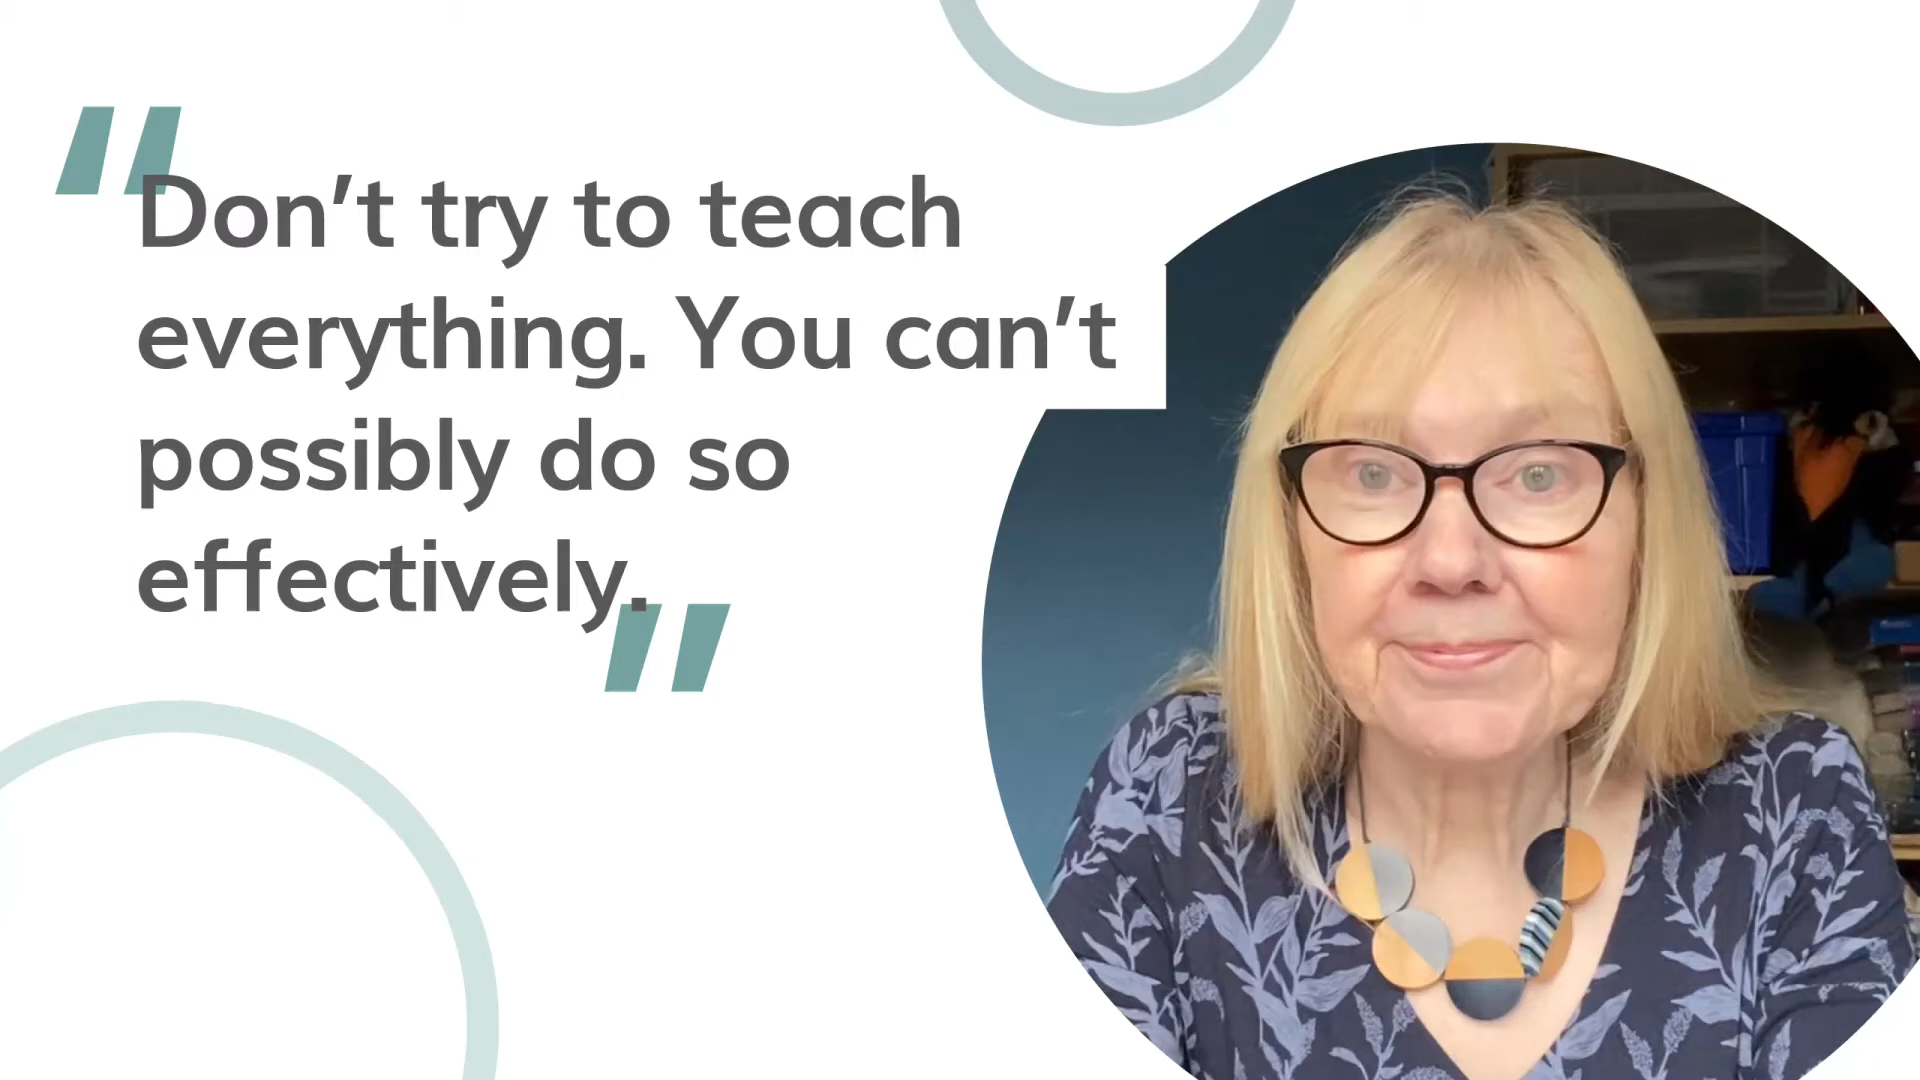 Don't try to teach
everything. You can't
possibly do so
effectively.